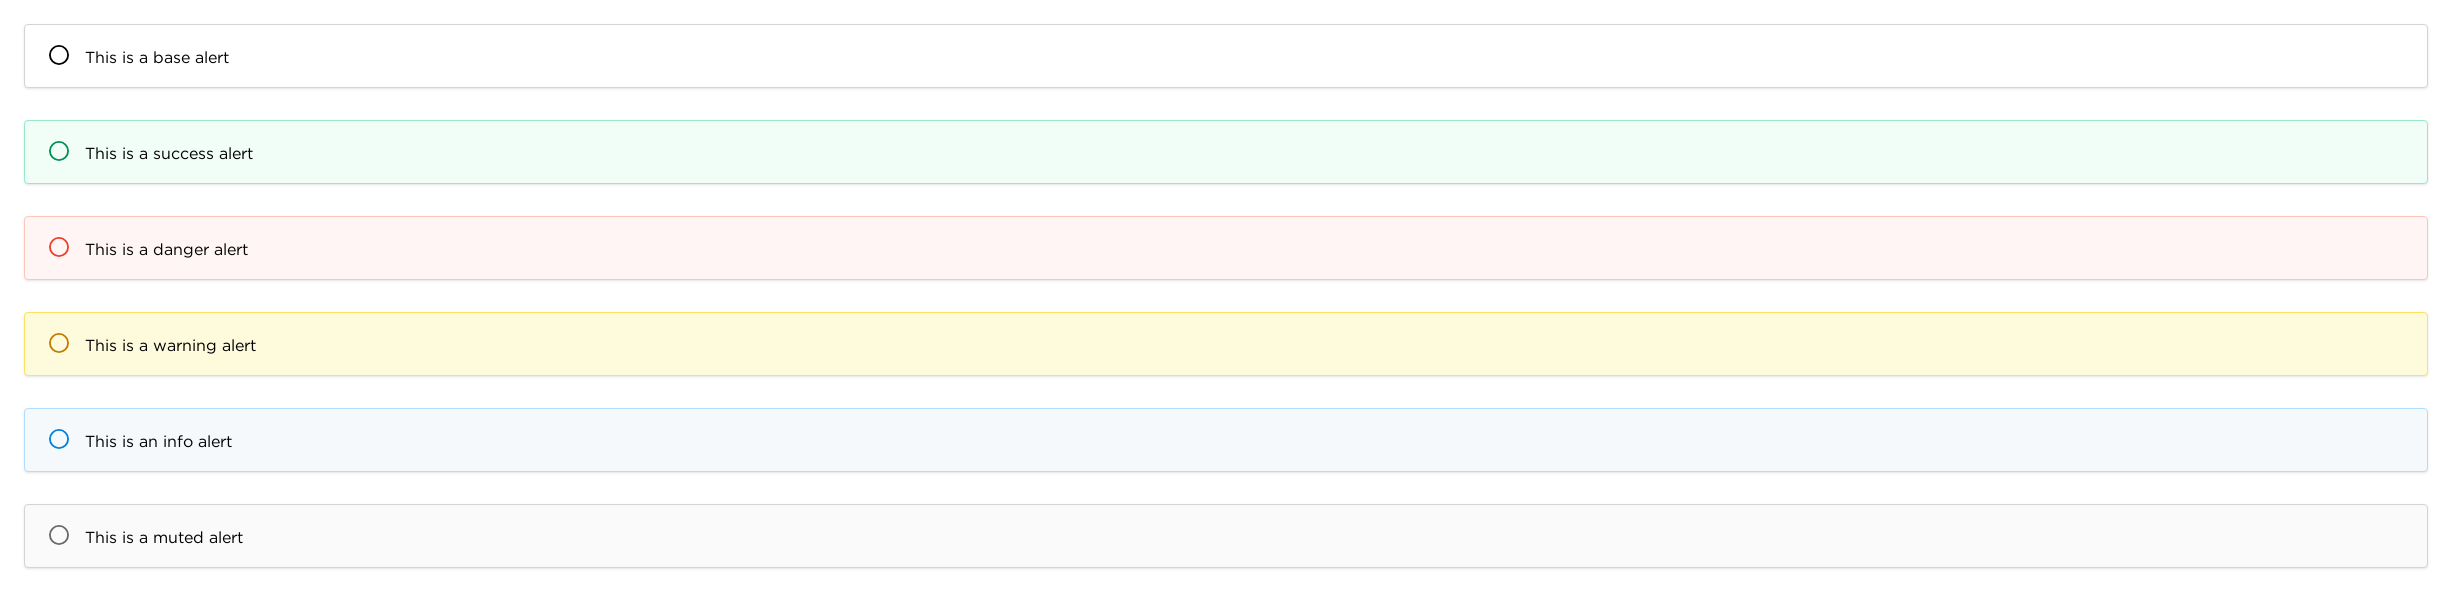 This is a base alert
This is a success alert
This is a danger alert
This is a warning alert
This is an info alert
This is a muted alert